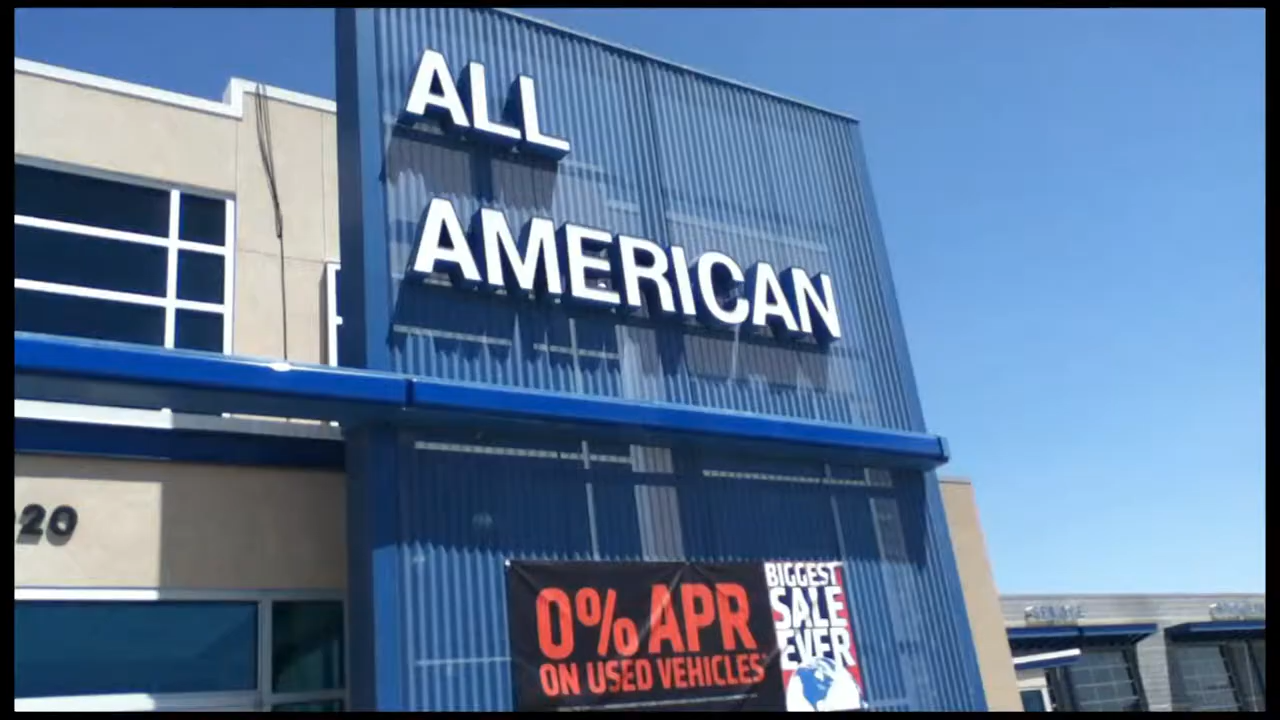 ALL
AMERICAN
20
0% APR
ON USED VEHICLES
BIGGEST
SALE
EVER